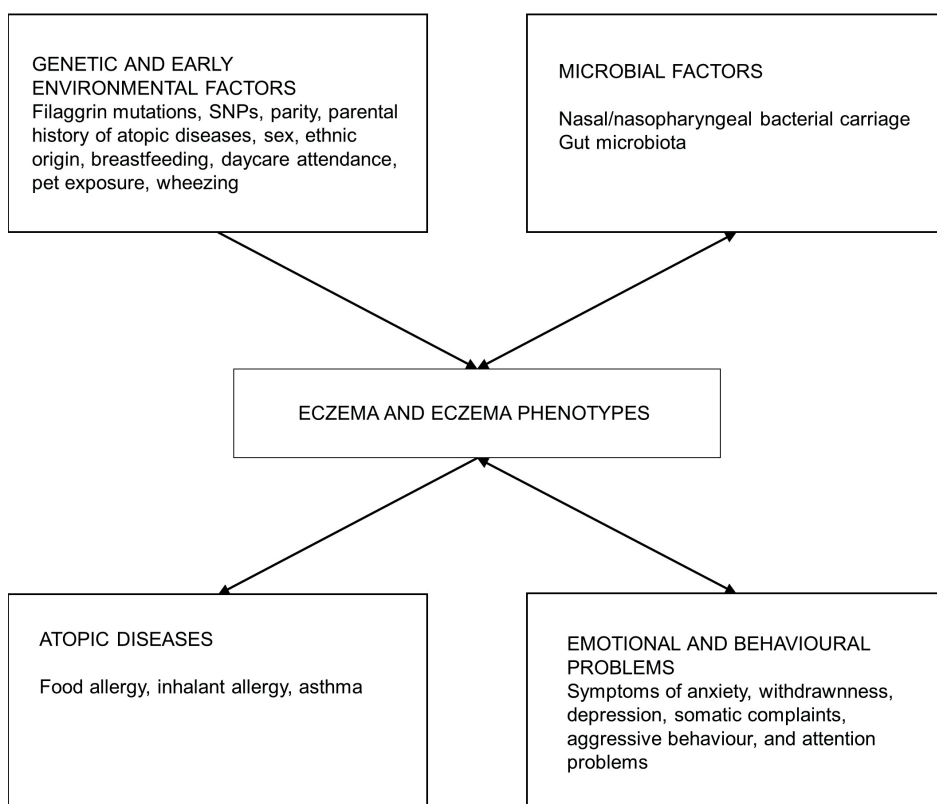 GENETIC AND EARLY
ENVIRONMENTAL FACTORS
Filaggrin mutations, SNPs, parity, parental
history of atopic diseases, sex, ethnic
origin, breastfeeding, daycare attendance,
pet exposure, wheezing
MICROBIAL FACTORS
Nasal/nasopharyngeal bacterial carriage
Gut microbiota
ECZEMA AND ECZEMA PHENOTYPES
ATOPIC DISEASES
Food allergy, inhalant allergy, asthma
EMOTIONAL AND BEHAVIOURAL
PROBLEMS
Symptoms of anxiety, withdrawnness,
depression, somatic complaints,
aggressive behaviour, and attention
problems